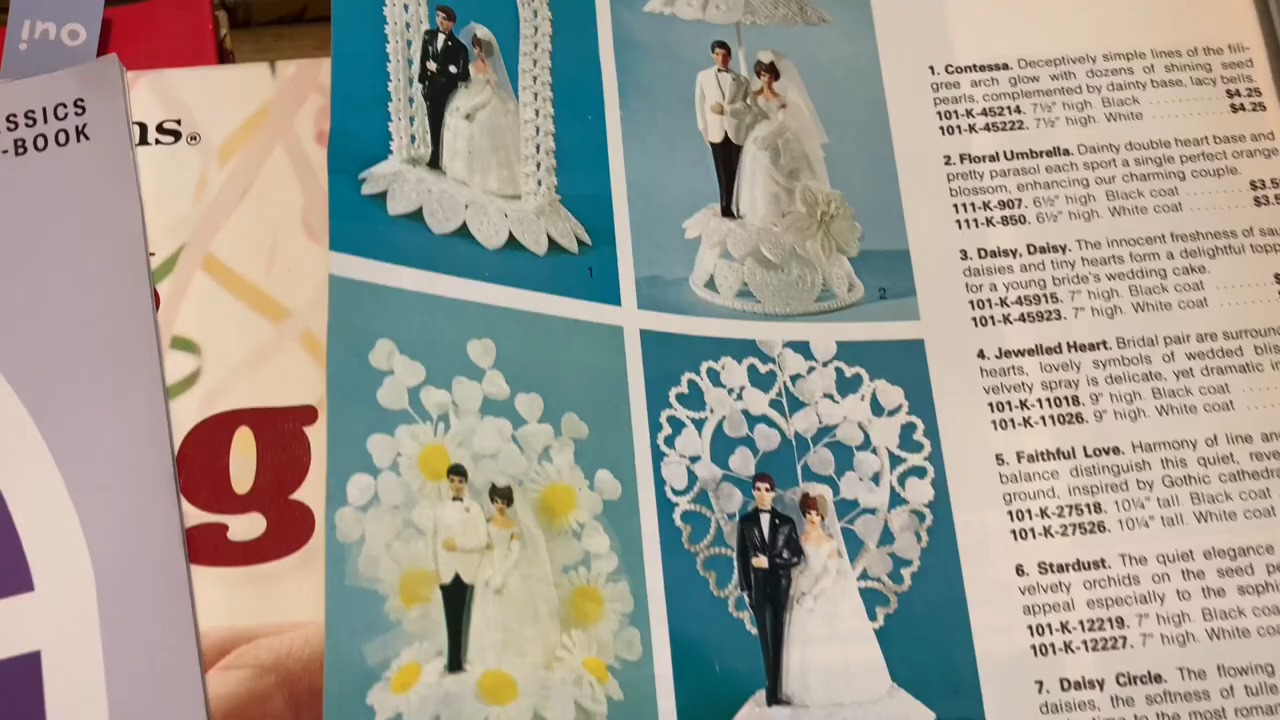 ino
SSICS
-BOOK
ns®
g
1
2
1. Contessa. Deceptively simple lines of the fili-
gree arch glow with dozens of shining seed
pearls, complemented by dainty base, lacy bells.
101-K-45214. 7½" high. Black .......... $4.25
101-K-45222. 7½" high. White .......... $4.25
2. Floral Umbrella. Dainty double heart base and
pretty parasol each sport a single perfect orange
blossom, enhancing our charming couple.
111-K-907. 6½" high. Black coat .......... $3.5
111-K-850. 6½" high. White coat .......... $3.5
3. Daisy, Daisy. The innocent freshness of
daisies and tiny hearts form a delightful
for a young bride's wedding cake.
101-K-45915. 7" high. Black coat .......... $
101-K-45923. 7" high. White coat ..........
4. Jewelled Heart. Bridal pair are
hearts, lovely symbols of wedded
velvety spray is delicate, yet dramatic
101-K-11018. 9" high. Black coat
101-K-11026. 9" high. White coat ....
5. Faithful Love. Harmony of line
balance distinguish this quiet,
ground, inspired by Gothic
101-K-27518. 10¼" tall. Black coat
101-K-27526. 10¼" tall. White coat
6. Stardust. The quiet elegance
velvety orchids on the seed
appeal especially to the
101-K-12219. 7" high. Black
101-K-12227. 7" high. White
7. Daisy Circle. The flowing
daisies, the softness of tulle
to the most